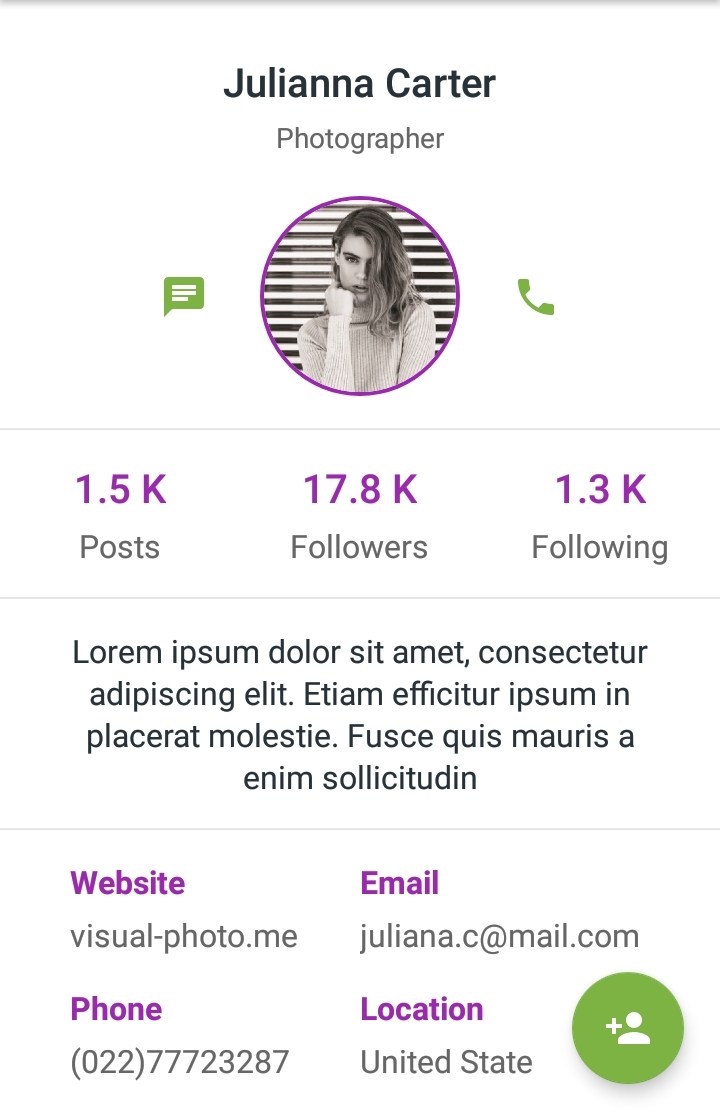 Julianna Carter
Photographer
1.5 K
17.8 K
1.3 K
Posts
Followers
Following
Lorem ipsum dolor sit amet, consectetur
adipiscing elit. Etiam efficitur ipsum in
placerat molestie. Fusce quis mauris a
enim sollicitudin
Website
Email
visual-photo.me
juliana.c@mail.com
Phone
Location
(022)77723287
United State